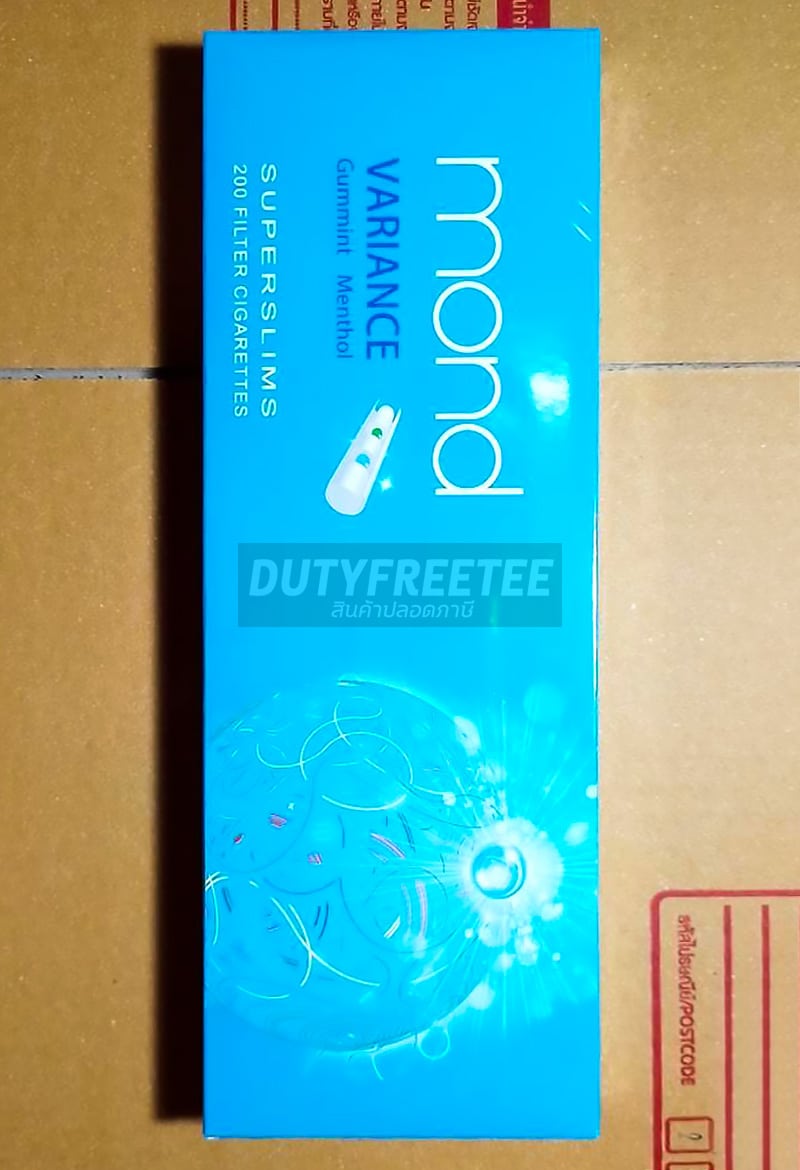 mond
VARIANCE
Gummint Menthol
SUPERSLIMS
200 FILTER CIGARETTES
DUTYFREETEE
สินค้าปลอดภาษี
รหัสไปรษณีย์/POSTCODE